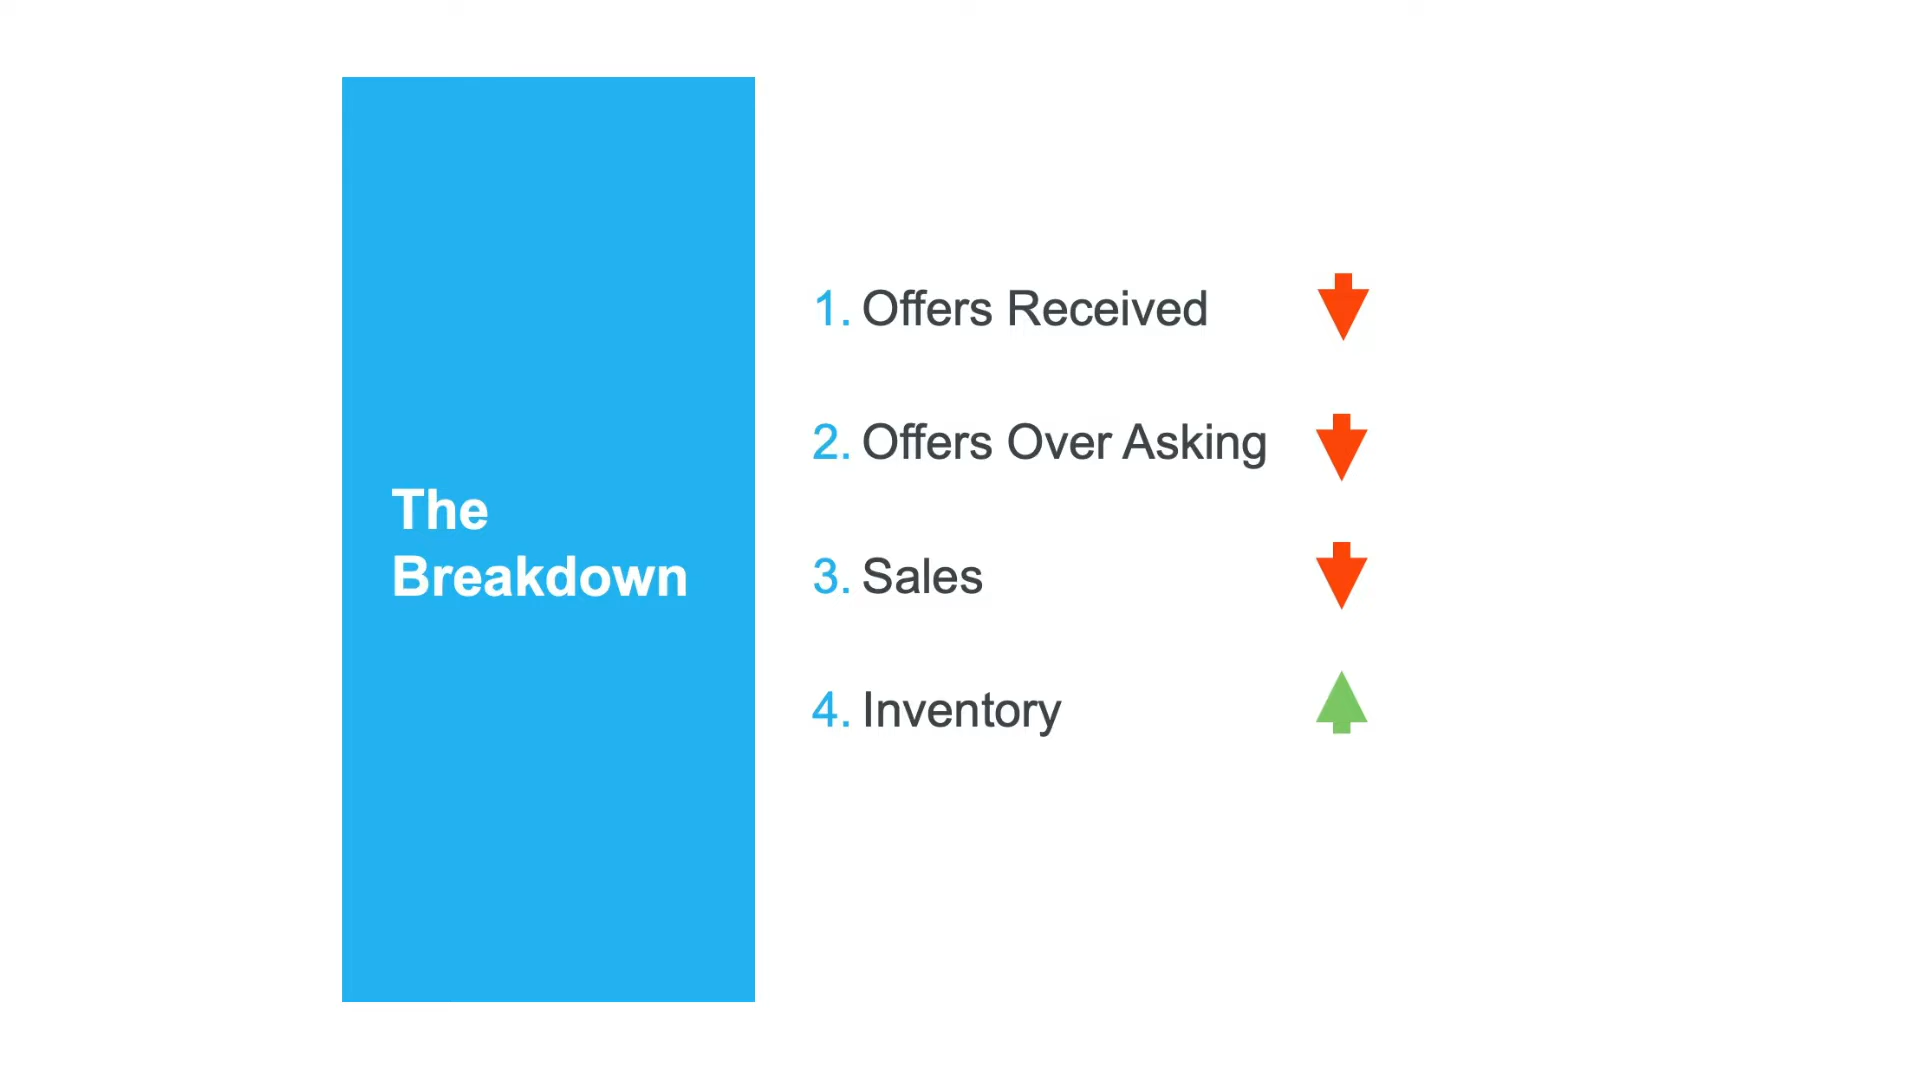 The
Breakdown
1. Offers Received
2. Offers Over Asking
3. Sales
4. Inventory